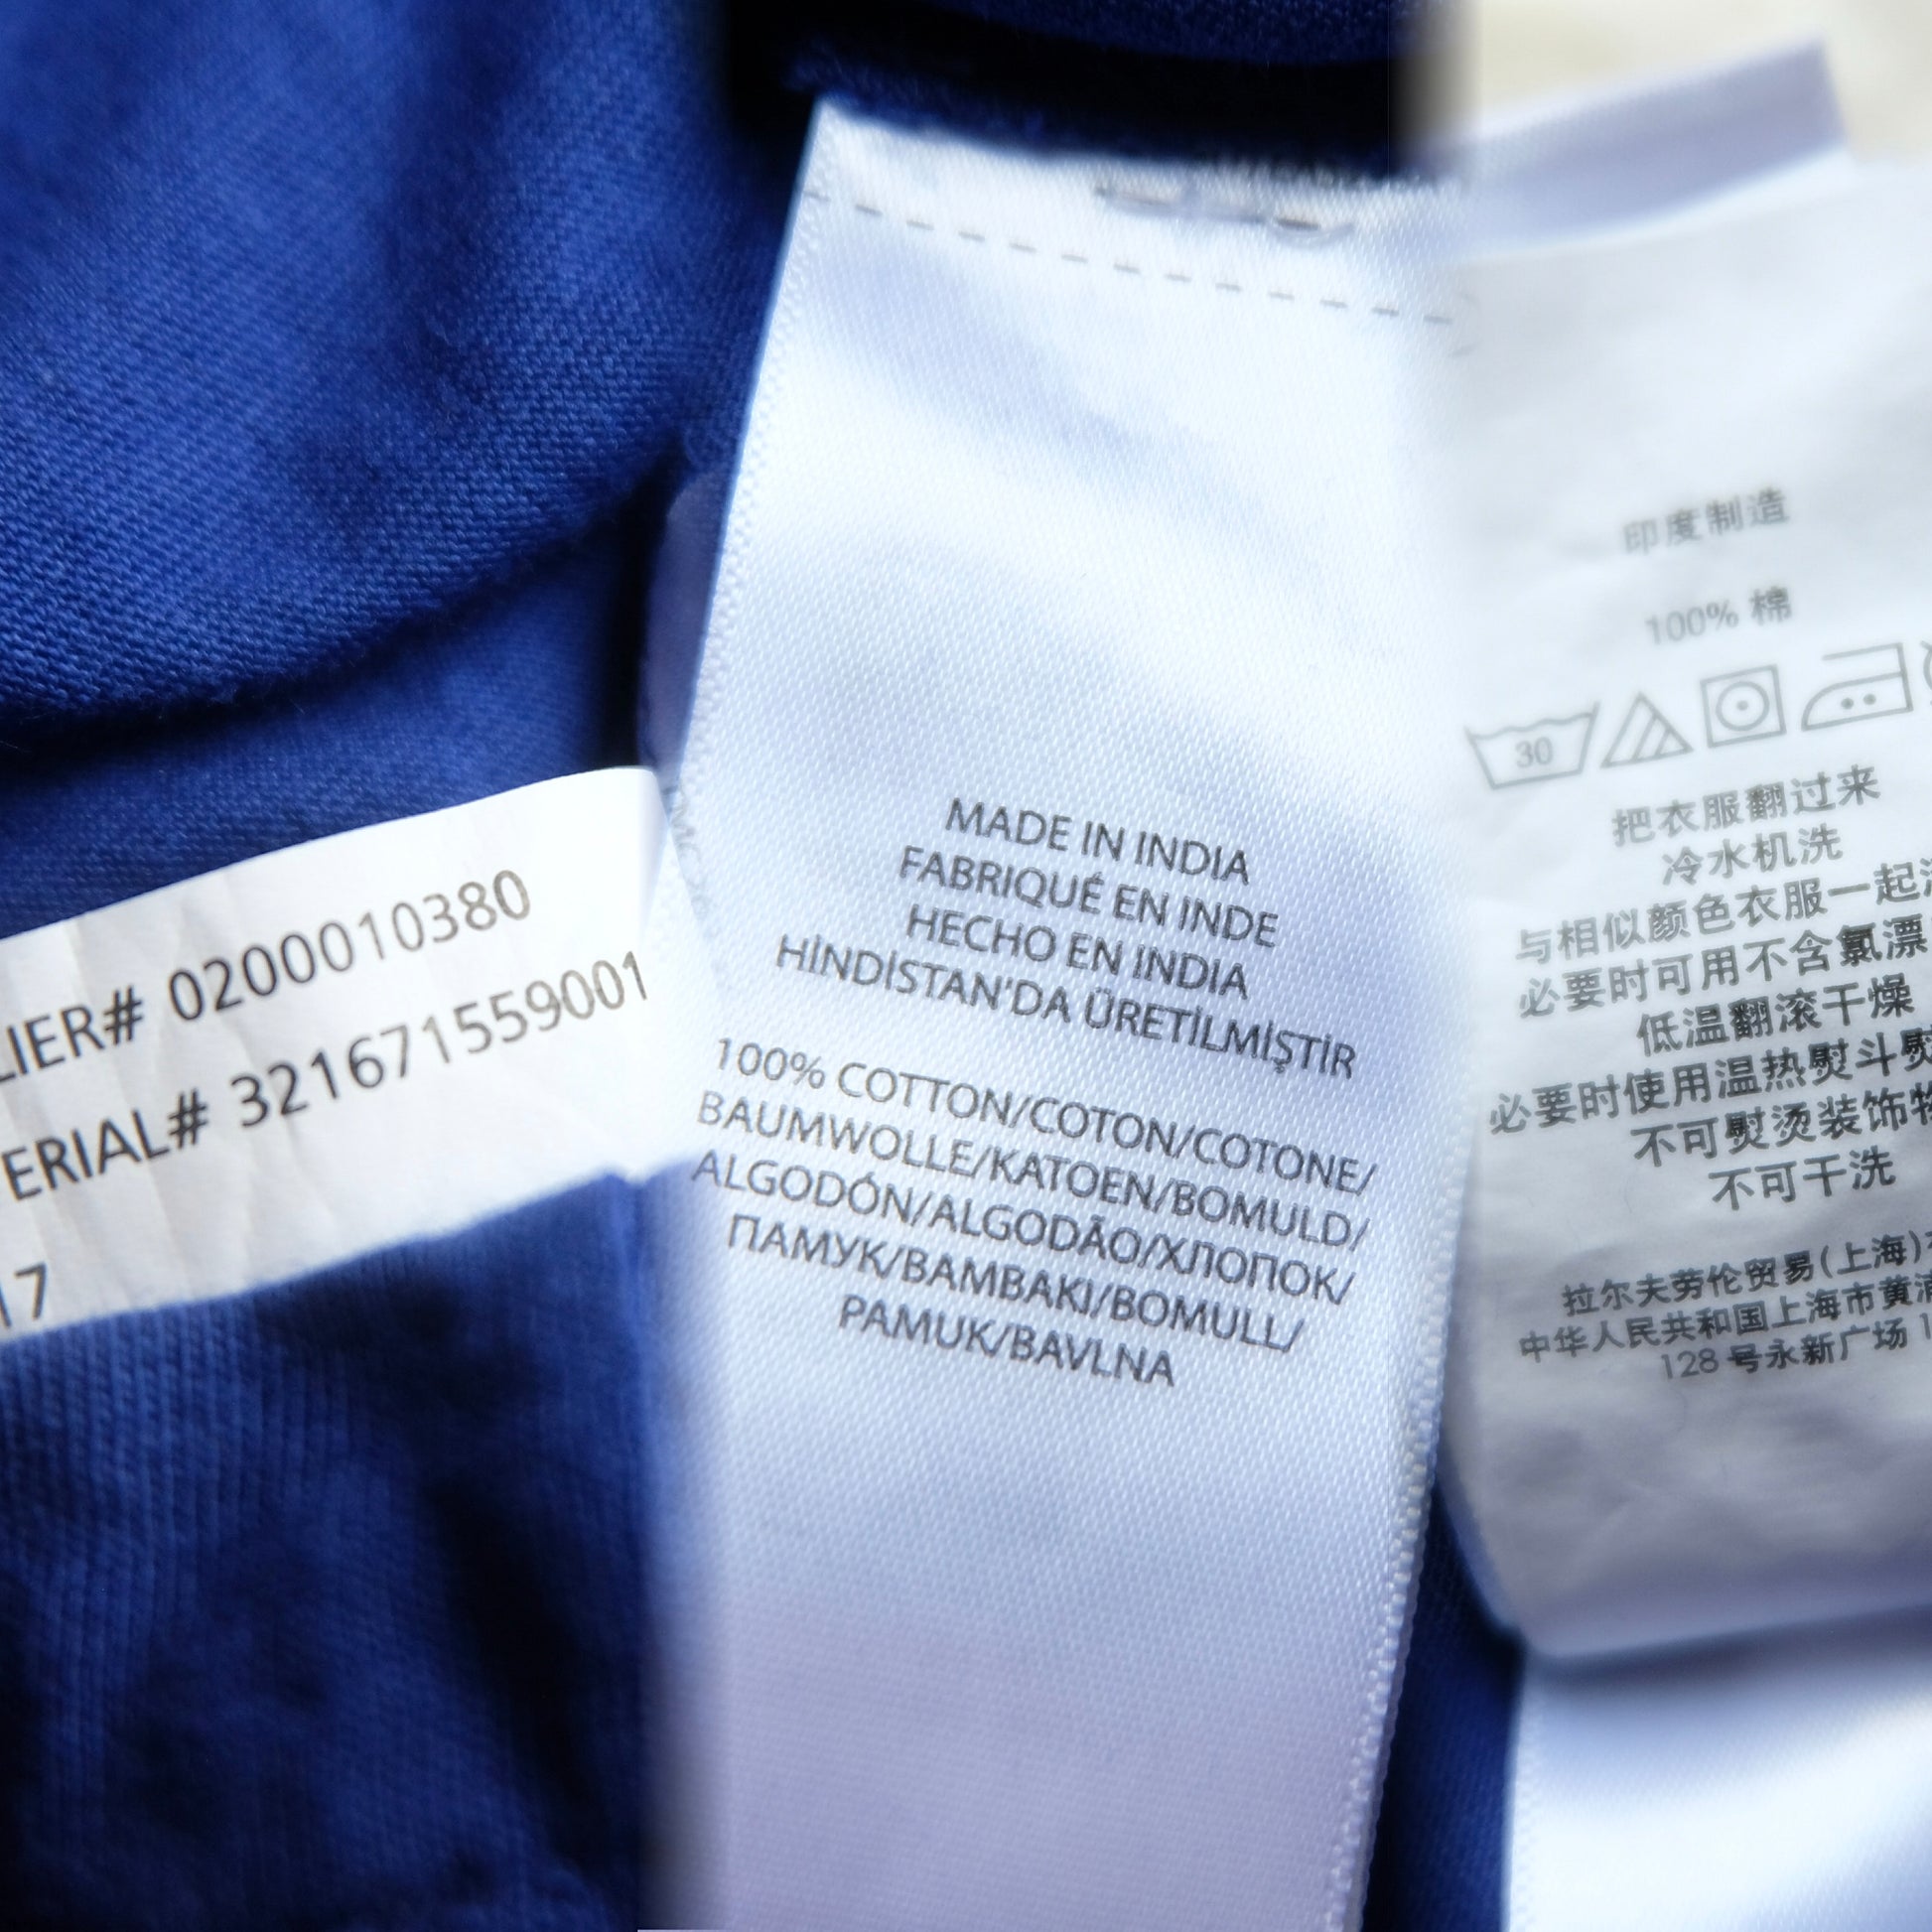 LIER# 0200010380
ERIAL# 321671559001
17
MADE IN INDIA
FABRIQUÉ EN INDE
HECHO EN INDIA
HİNDİSTAN'DA ÜRETİLMİŞTİR
100% COTTON/COTON/COTONE/
BAUMWOLLE/KATOEN/BOMULD/
ALGODÓN/ALGODÃO/ХЛОПОК/
ПАМУК/BAMBAKI/BOMULL/
PAMUK/BAVLNA
印度制造
100% 棉
30
把衣服翻过来
冷水机洗
与相似颜色衣服一起
必要时可用不含氯漂
低温翻滚干燥
必要时使用温热熨斗熨
不可熨烫装饰物
不可干洗
拉尔夫劳伦贸易(上海)
中华人民共和国上海市黄浦
128 号永新广场 1